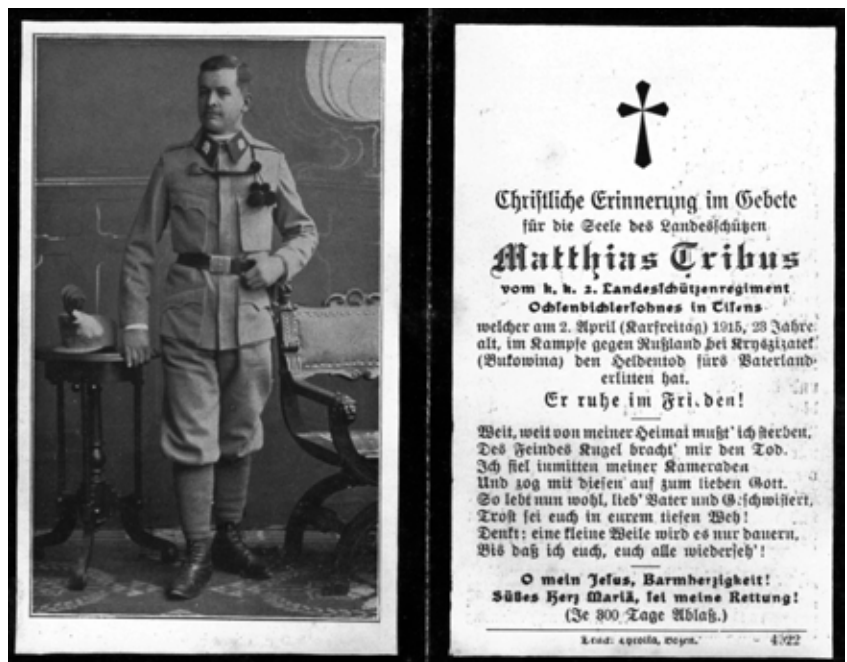 Christliche Erinnerung im Gebete
für die Seele des Landesschützen
Matthias Tribus
vom k. k. 2. Landesschützenregiment
Ochsenbichlersohnes in Tisens
welcher am 2. April (Karfreitag) 1915, 23 Jahre
alt, im Kampfe gegen Rußland bei Kryszizatek
(Bukowina) den Heldentod fürs Vaterland
erlitten hat.
Er ruhe im Frieden!
Weit, weit von meiner Heimat mußt' ich sterben,
Des Feindes Kugel bracht' mir den Tod.
Ich fiel inmitten meiner Kameraden
Und zog mit diesen auf zum lieben Gott.
So lebt nun wohl, lieb' Vater und Geschwistert,
Trost sei euch in eurem tiefen Weh!
Denkt: eine kleine Weile wird es nur dauern,
Bis daß ich euch, euch alle wiederseh'!
O mein Jesus, Barmherzigkeit!
Süßes Herz Mariä, sei meine Rettung!
(Je 300 Tage Ablaß.)
Tyrolia, Bozen. 4322